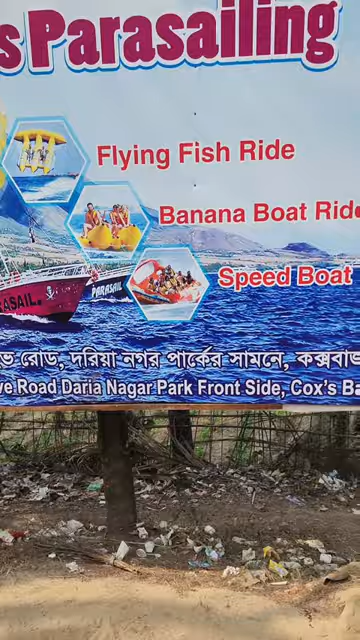 s Parasailing
Flying Fish Ride
Banana Boat Ride
Speed Boat
PARASAIL
PARASAIL
ভ রোড, দরিয়া নগর পার্কের সামনে, কক্সবাজ
ve Road Daria Nagar Park Front Side, Cox's Ba